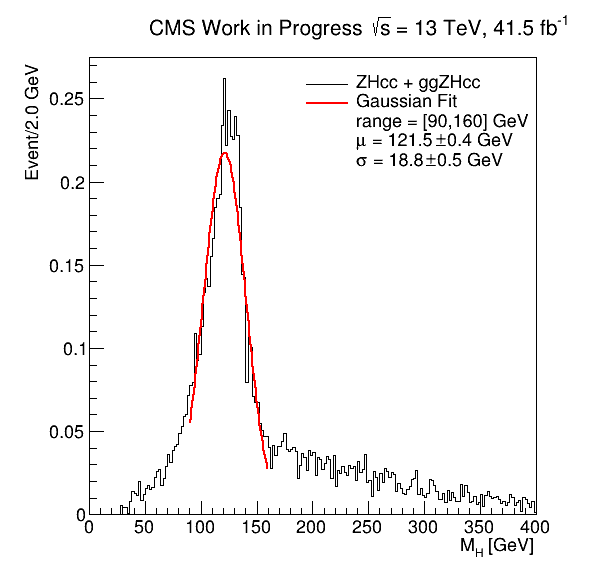 CMS Work in Progress √s = 13 TeV, 41.5 fb⁻¹
Event/2.0 GeV
ZHcc + ggZHcc
Gaussian Fit
range = [90,160] GeV
μ = 121.5±0.4 GeV
σ = 18.8±0.5 GeV
0.25
0.2
0.15
0.1
0.05
0
0 50 100 150 200 250 300 350 400
M_H [GeV]